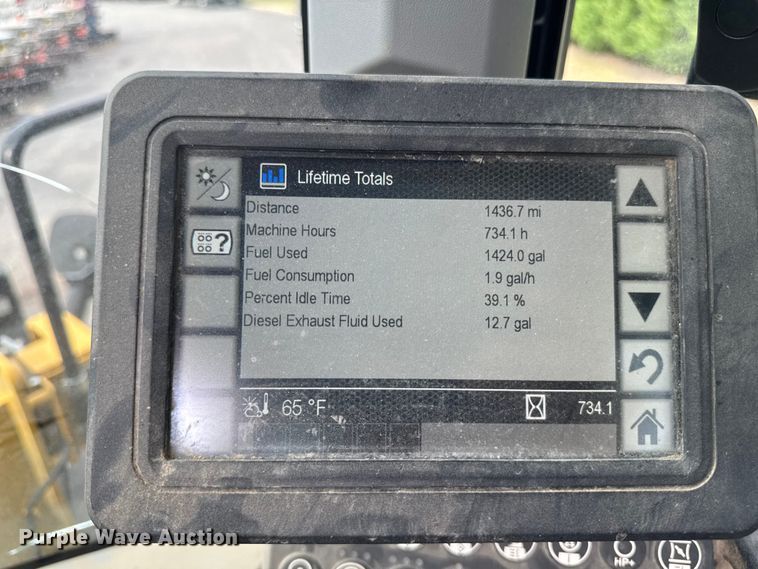 Lifetime Totals
Distance 1436.7 mi
Machine Hours 734.1 h
Fuel Used 1424.0 gal
Fuel Consumption 1.9 gal/h
Percent Idle Time 39.1 %
Diesel Exhaust Fluid Used 12.7 gal
65 °F 734.1
Purple Wave Auction
HP+